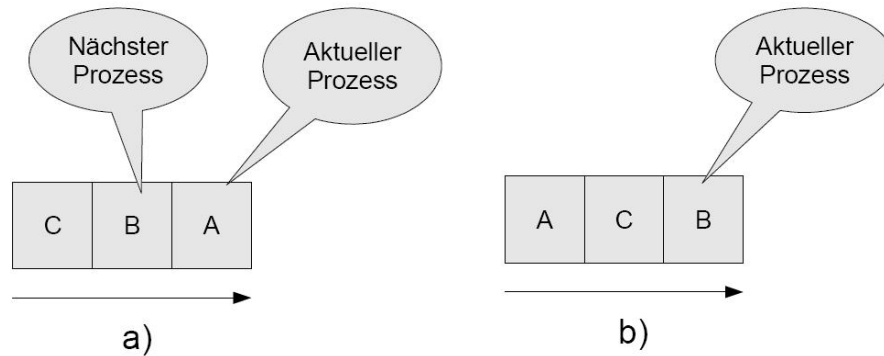 Nächster
Prozess
Aktueller
Prozess
C B A
a)
Aktueller
Prozess
A C B
b)